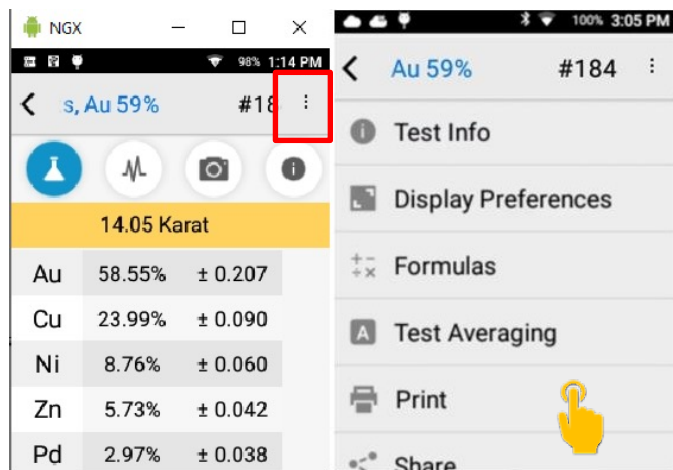 NGX
98% 1:14 PM
s, Au 59% #18
14.05 Karat
Au 58.55% ± 0.207
Cu 23.99% ± 0.090
Ni 8.76% ± 0.060
Zn 5.73% ± 0.042
Pd 2.97% ± 0.038
100% 3:05 PM
Au 59% #184
Test Info
Display Preferences
Formulas
A Test Averaging
Print
Share